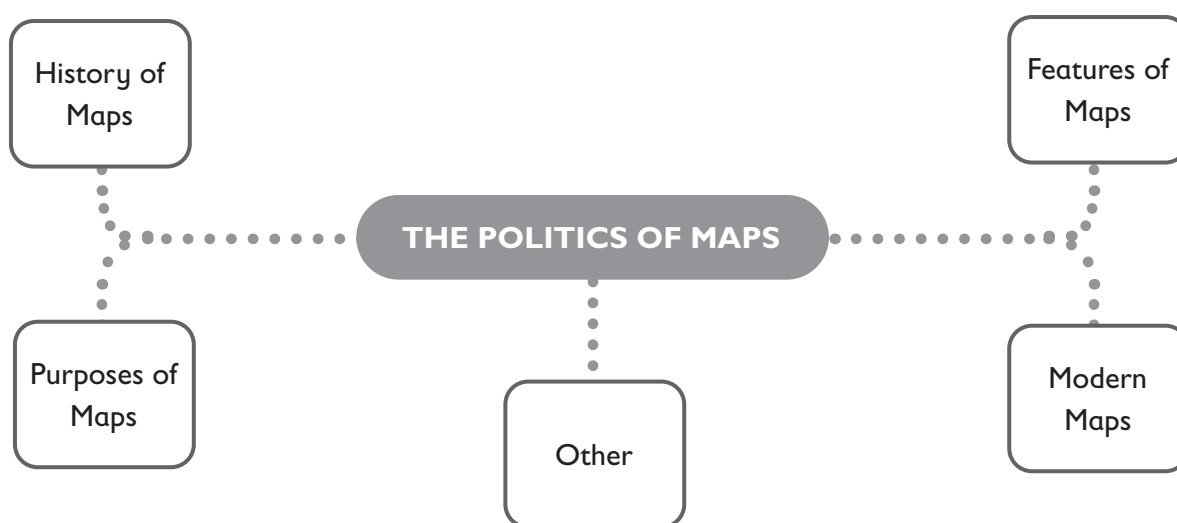 History of
Maps
Features of
Maps
THE POLITICS OF MAPS
Purposes of
Maps
Other
Modern
Maps